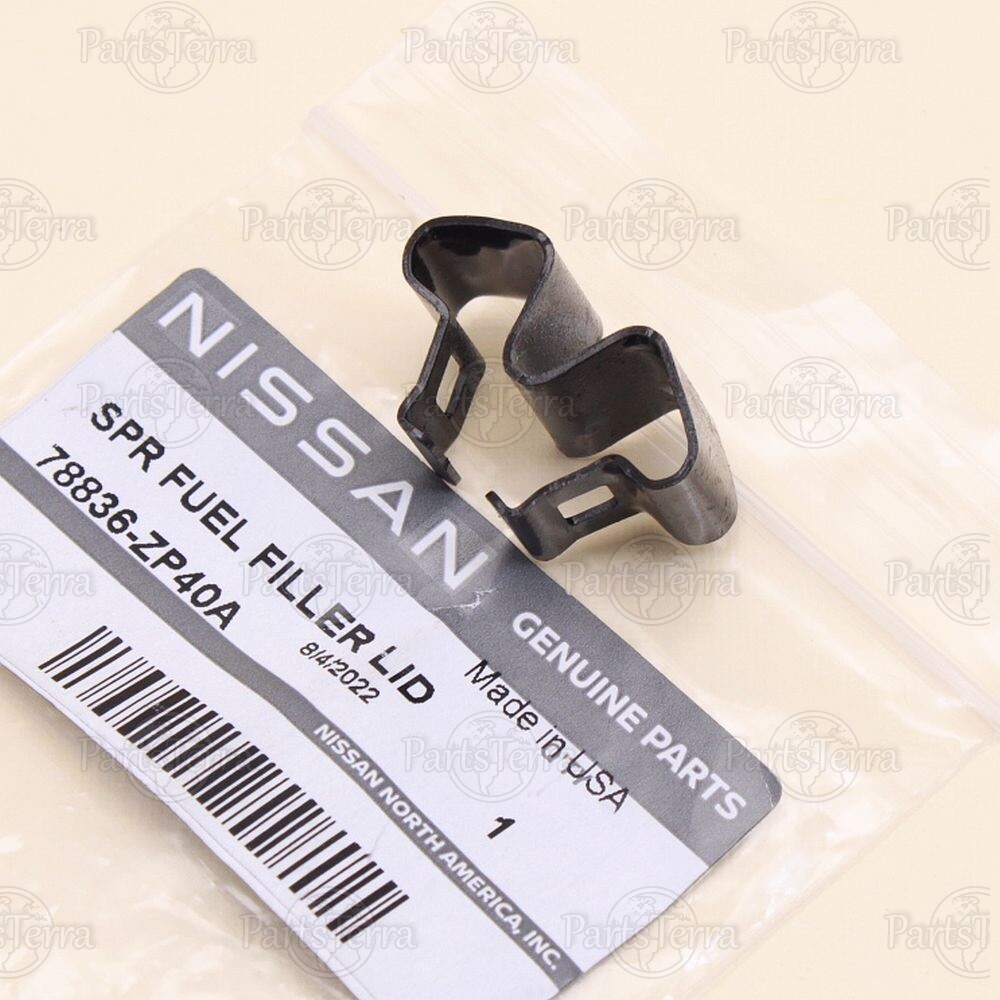 NISSAN
GENUINE PARTS
SPR FUEL FILLER LID
Made in USA
78836-ZP40A
8/4/2022
1
NISSAN NORTH AMERICA, INC.
PartsTerra